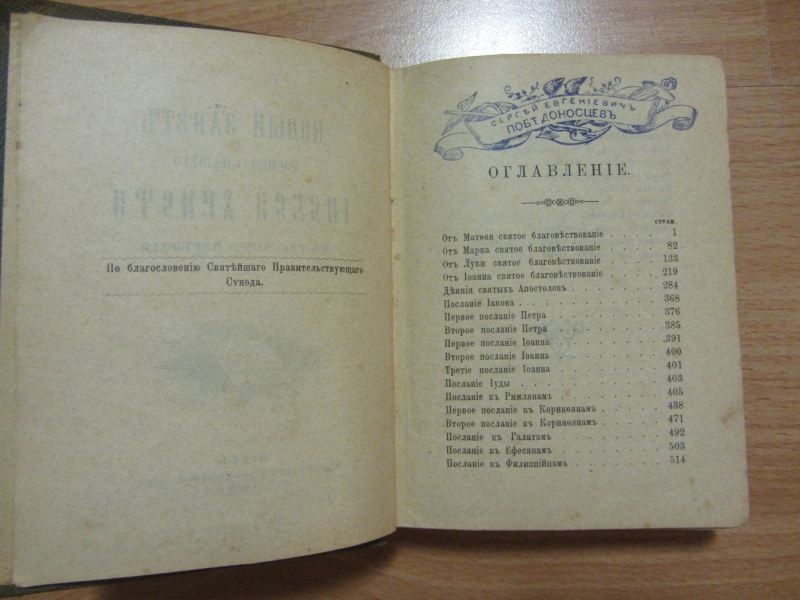 По благословенію Святѣйшаго Правительствующаго
Сѵнода.
СЕРГѢЙ ЕВГЕНІЕВИЧЪ
ПОБѢДОНОСЦЕВЪ
ОГЛАВЛЕНІЕ.
СТРАН.
Отъ Матѳея святое благовѣствованіе . . . . . 1
Отъ Марка святое благовѣствованіе . . . . . 82
Отъ Луки святое благовѣствованіе . . . . . 133
Отъ Іоанна святое благовѣствованіе . . . . . 219
Дѣянія святыхъ Апостоловъ . . . . . . . 284
Посланіе Іакова . . . . . . . . . . . 368
Первое посланіе Петра . . . . . . . . 376
Второе посланіе Петра . . . . . . . . 385
Первое посланіе Іоанна . . . . . . . . 391
Второе посланіе Іоанна . . . . . . . . 400
Третіе посланіе Іоанна . . . . . . . . 401
Посланіе Іуды . . . . . . . . . . . 403
Посланіе къ Римлянамъ . . . . . . . . 405
Первое посланіе къ Коринѳянамъ . . . . . 438
Второе посланіе къ Коринѳянамъ . . . . . 471
Посланіе къ Галатамъ . . . . . . . . 492
Посланіе къ Ефесянамъ . . . . . . . . 503
Посланіе къ Филиппійцамъ . . . . . . . 514